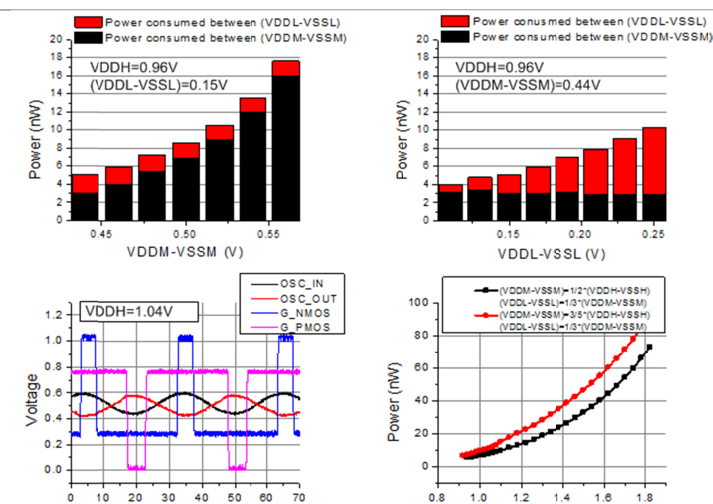 Power consumed between (VDDL-VSSL)
Power consumed between (VDDM-VSSM)
20
18
16
14
12
10
8
6
4
2
0
Power (nW)
VDDH=0.96V
(VDDL-VSSL)=0.15V
0.45 0.50 0.55
VDDM-VSSM (V)
Power conusmed between (VDDL-VSSL)
Power consumed between (VDDM-VSSM)
20
18
16
14
12
10
8
6
4
2
0
Power (nW)
VDDH=0.96V
(VDDM-VSSM)=0.44V
0.15 0.20 0.25
VDDL-VSSL (V)
OSC_IN
OSC_OUT
G_NMOS
G_PMOS
VDDH=1.04V
1.2
1.0
0.8
0.6
0.4
0.2
0.0
Voltage
0 10 20 30 40 50 60 70
(VDDM-VSSM)=1/2*(VDDH-VSSH)
(VDDL-VSSL)=1/3*(VDDM-VSSM)
(VDDM-VSSM)=3/5*(VDDH-VSSH)
(VDDL-VSSL)=1/3*(VDDM-VSSM)
100
80
60
40
20
0
Power (nW)
0.8 1.0 1.2 1.4 1.6 1.8